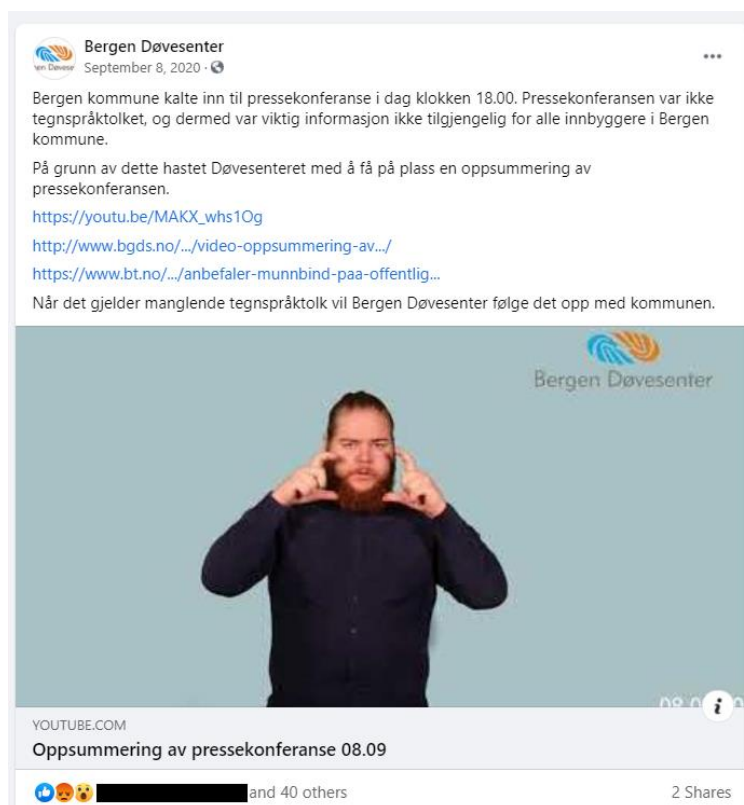 Bergen Døvesenter
September 8, 2020 ·
Bergen kommune kalte inn til pressekonferanse i dag klokken 18.00. Pressekonferansen var ikke
tegnspråktolket, og dermed var viktig informasjon ikke tilgjengelig for alle innbyggere i Bergen
kommune.
På grunn av dette hastet Døvesenteret med å få på plass en oppsummering av
pressekonferansen.
https://youtu.be/MAKX_whs1Og
http://www.bgds.no/.../video-oppsummering-av.../
https://www.bt.no/.../anbefaler-munnbind-paa-offentlig...
Når det gjelder manglende tegnspråktolk vil Bergen Døvesenter følge det opp med kommunen.
Bergen Døvesenter
YOUTUBE.COM
Oppsummering av pressekonferanse 08.09
and 40 others
2 Shares